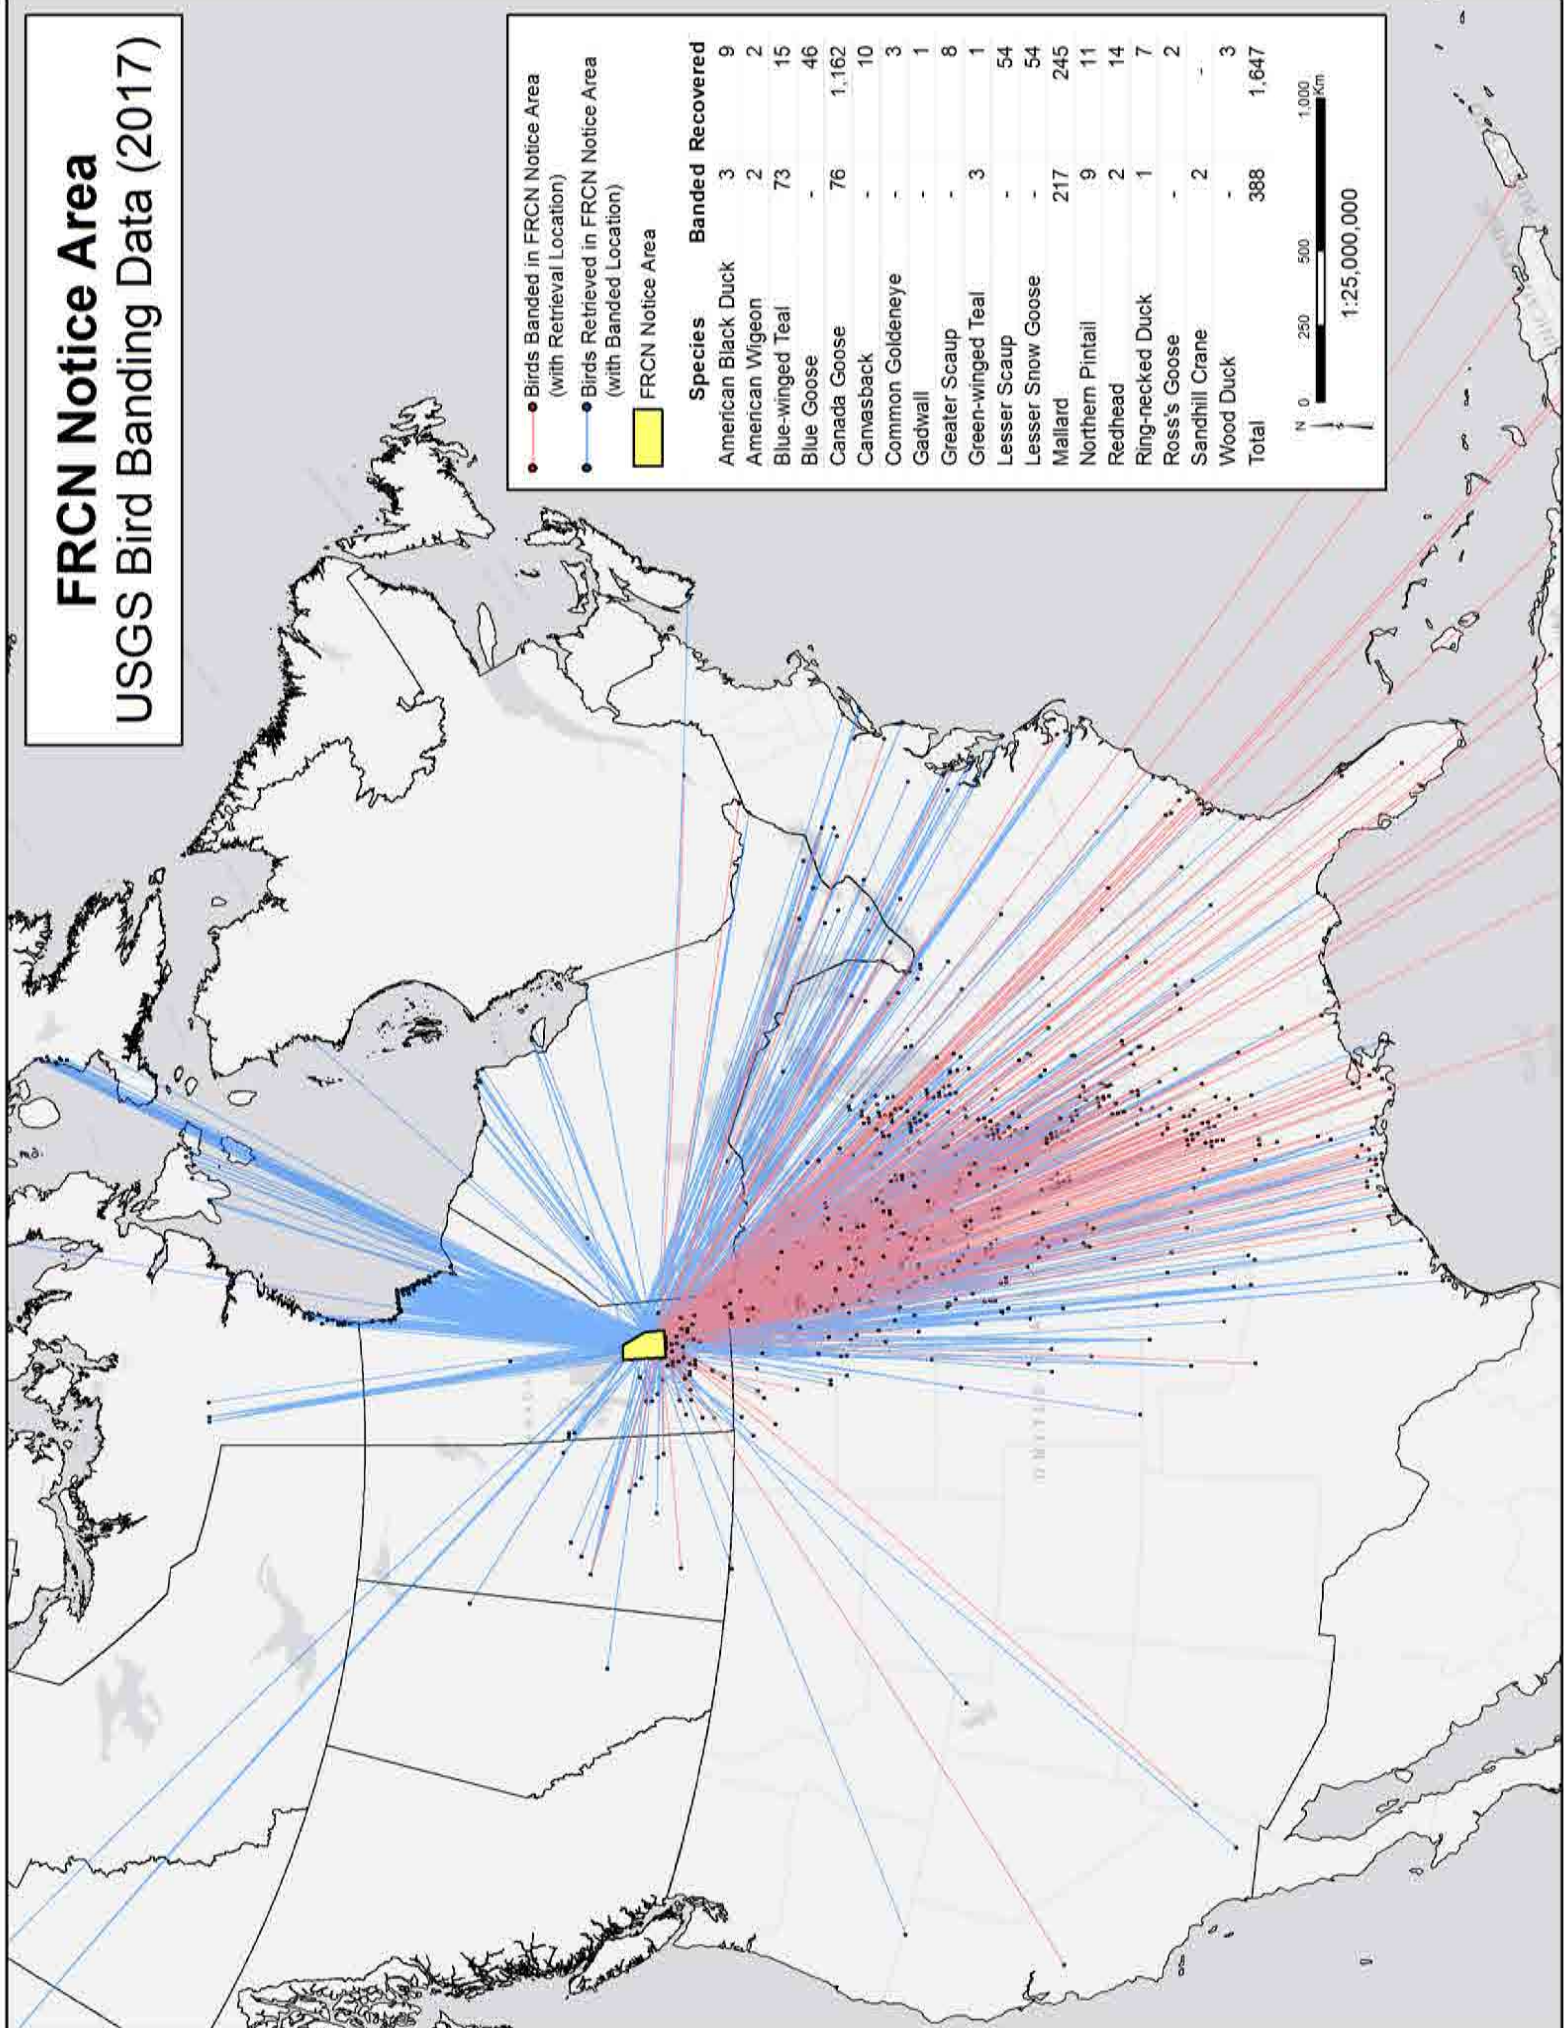 FRCN Notice Area
USGS Bird Banding Data (2017)
Birds Banded in FRCN Notice Area
(with Retrieval Location)
Birds Retrieved in FRCN Notice Area
(with Banded Location)
FRCN Notice Area
Species Banded Recovered
American Black Duck 3 9
American Wigeon 2 2
Blue-winged Teal 73 15
Blue Goose - 46
Canada Goose 76 1,162
Canvasback - 10
Common Goldeneye - 3
Gadwall - 1
Greater Scaup - 8
Green-winged Teal 3 1
Lesser Scaup - 54
Lesser Snow Goose - 54
Mallard 217 245
Northern Pintail 9 11
Redhead 2 14
Ring-necked Duck 1 7
Ross's Goose - 2
Sandhill Crane 2 -
Wood Duck - 3
Total 388 1,647
N
0 250 500 1,000
Km
1:25,000,000